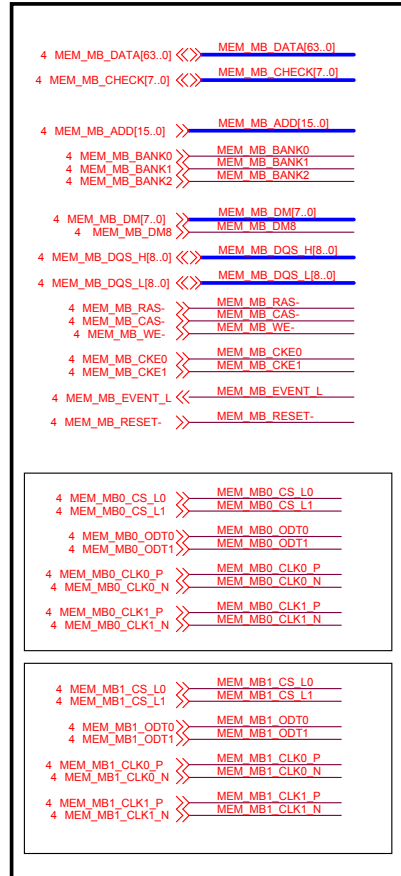 4 MEM_MB_DATA[63..0] MEM_MB_DATA[63..0]
4 MEM_MB_CHECK[7..0] MEM_MB_CHECK[7..0]
4 MEM_MB_ADD[15..0] MEM_MB_ADD[15..0]
4 MEM_MB_BANK0 MEM_MB_BANK0
4 MEM_MB_BANK1 MEM_MB_BANK1
4 MEM_MB_BANK2 MEM_MB_BANK2
4 MEM_MB_DM[7..0] MEM_MB_DM[7..0]
4 MEM_MB_DM8 MEM_MB_DM8
4 MEM_MB_DQS_H[8..0] MEM_MB_DQS_H[8..0]
4 MEM_MB_DQS_L[8..0] MEM_MB_DQS_L[8..0]
4 MEM_MB_RAS- MEM_MB_RAS-
4 MEM_MB_CAS- MEM_MB_CAS-
4 MEM_MB_WE- MEM_MB_WE-
4 MEM_MB_CKE0 MEM_MB_CKE0
4 MEM_MB_CKE1 MEM_MB_CKE1
4 MEM_MB_EVENT_L MEM_MB_EVENT_L
4 MEM_MB_RESET- MEM_MB_RESET-
4 MEM_MB0_CS_L0 MEM_MB0_CS_L0
4 MEM_MB0_CS_L1 MEM_MB0_CS_L1
4 MEM_MB0_ODT0 MEM_MB0_ODT0
4 MEM_MB0_ODT1 MEM_MB0_ODT1
4 MEM_MB0_CLK0_P MEM_MB0_CLK0_P
4 MEM_MB0_CLK0_N MEM_MB0_CLK0_N
4 MEM_MB0_CLK1_P MEM_MB0_CLK1_P
4 MEM_MB0_CLK1_N MEM_MB0_CLK1_N
4 MEM_MB1_CS_L0 MEM_MB1_CS_L0
4 MEM_MB1_CS_L1 MEM_MB1_CS_L1
4 MEM_MB1_ODT0 MEM_MB1_ODT0
4 MEM_MB1_ODT1 MEM_MB1_ODT1
4 MEM_MB1_CLK0_P MEM_MB1_CLK0_P
4 MEM_MB1_CLK0_N MEM_MB1_CLK0_N
4 MEM_MB1_CLK1_P MEM_MB1_CLK1_P
4 MEM_MB1_CLK1_N MEM_MB1_CLK1_N